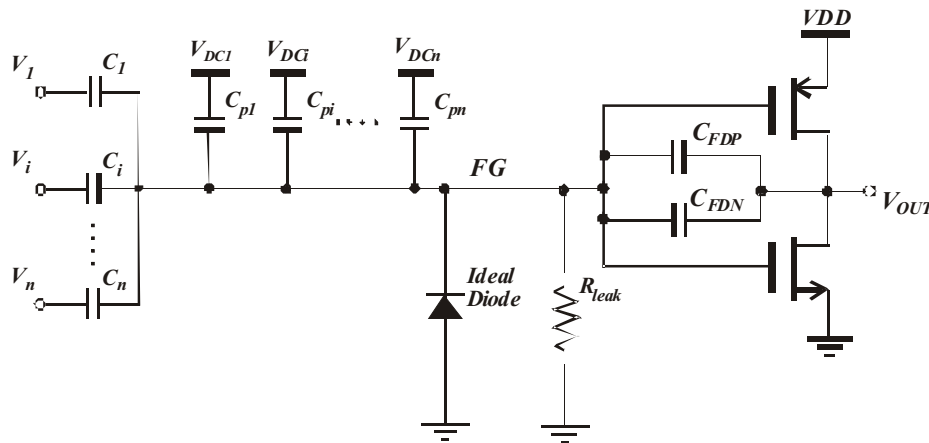 V1
C1
Vi
Ci
Vn
Cn
VDC1
Cp1
VDCi
Cpi
VDCn
Cpn
FG
Ideal
Diode
Rleak
CFDP
CFDN
VDD
VOUT